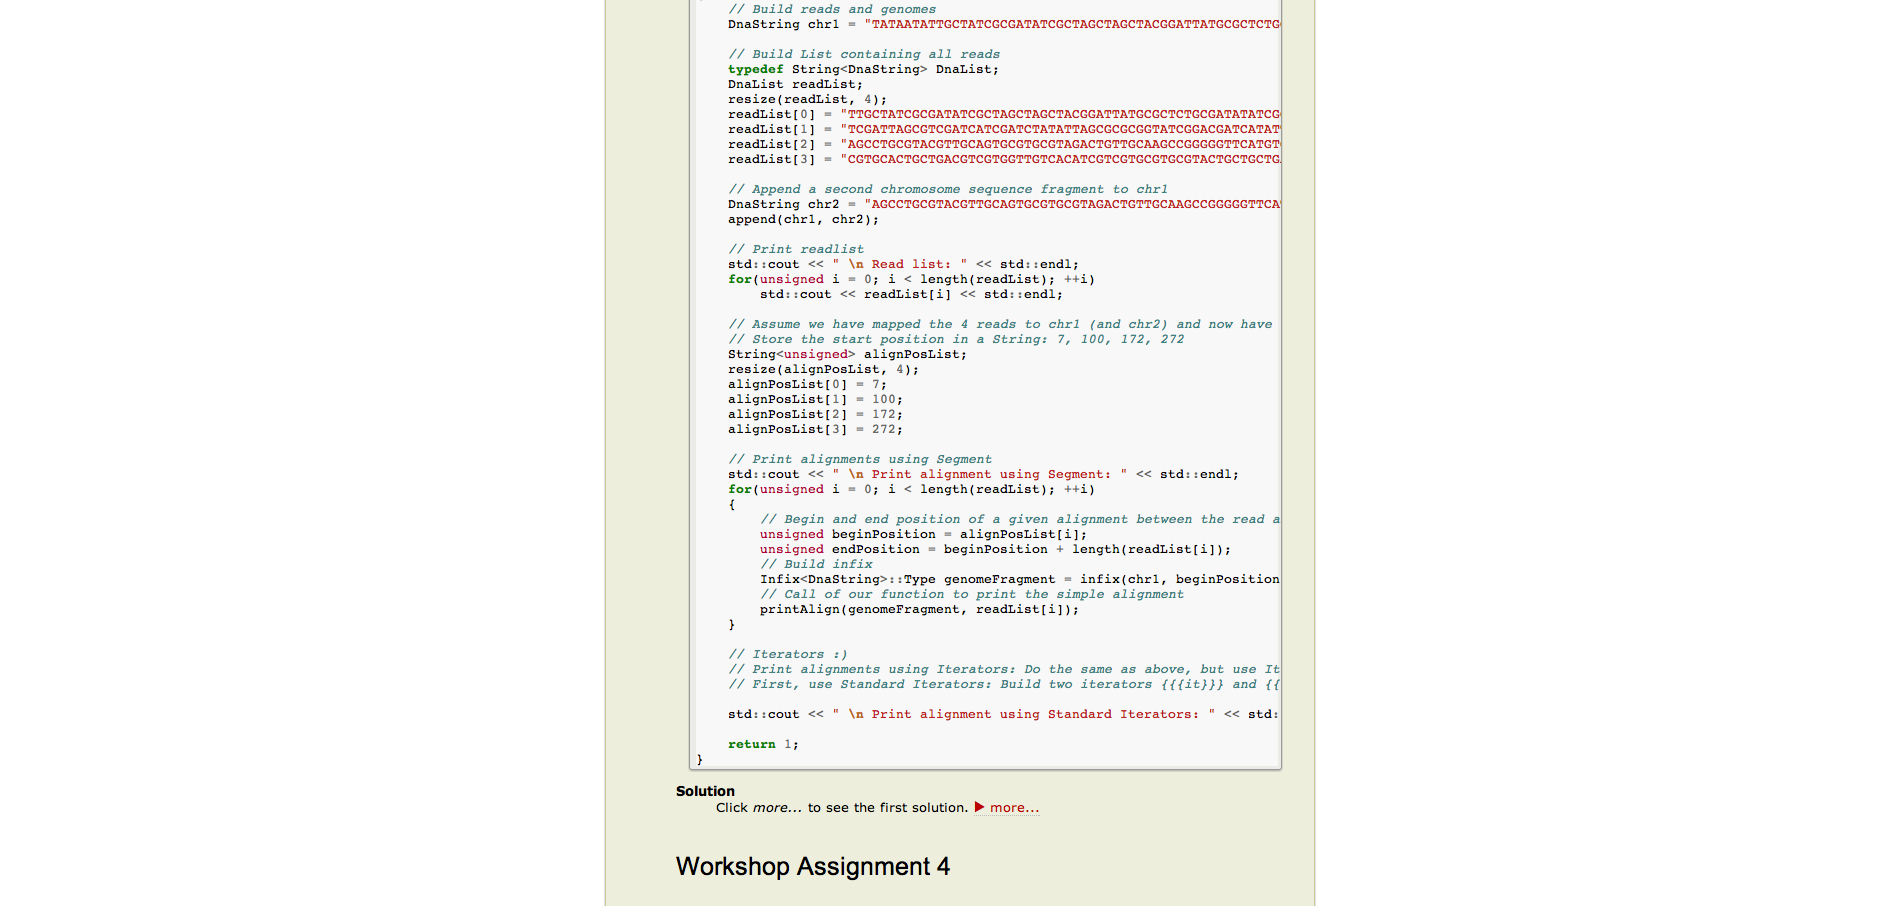 // Build reads and genomes
DnaString chr1 = "TATAATATTGCTATCGCGATATCGCTAGCTAGCTACGGATTATGCGCTCTG
// Build List containing all reads
typedef String<DnaString> DnaList;
DnaList readList;
resize(readList, 4);
readList[0] = "TTGCTATCGCGATATCGCTAGCTAGCTACGGATTATGCGCTCTGCGATATATCG
readList[1] = "TCGATTAGCGTCGATCATCGATCTATATTAGCGCGCGGTATCGGACGATCATAT
readList[2] = "AGCCTGCGTACGTTGCAGTGCGTGCGTAGACTGTTGCAAGCCGGGGGTTCATGT
readList[3] = "CGTGCACTGCTGACGTCGTGGTTGTCACATCGTCGTGCGTGCGTACTGCTGCTG
// Append a second chromosome sequence fragment to chr1
DnaString chr2 = "AGCCTGCGTACGTTGCAGTGCGTGCGTAGACTGTTGCAAGCCGGGGGTTCA
append(chr1, chr2);
// Print readlist
std::cout << " \n Read list: " << std::endl;
for(unsigned i = 0; i < length(readList); ++i)
std::cout << readList[i] << std::endl;
// Assume we have mapped the 4 reads to chr1 (and chr2) and now have
// Store the start position in a String: 7, 100, 172, 272
String<unsigned> alignPosList;
resize(alignPosList, 4);
alignPosList[0] = 7;
alignPosList[1] = 100;
alignPosList[2] = 172;
alignPosList[3] = 272;
// Print alignments using Segment
std::cout << " \n Print alignment using Segment: " << std::endl;
for(unsigned i = 0; i < length(readList); ++i)
{
// Begin and end position of a given alignment between the read a
unsigned beginPosition = alignPosList[i];
unsigned endPosition = beginPosition + length(readList[i]);
// Build infix
Infix<DnaString>::Type genomeFragment = infix(chr1, beginPosition
// Call of our function to print the simple alignment
printAlign(genomeFragment, readList[i]);
}
// Iterators :)
// Print alignments using Iterators: Do the same as above, but use It
// First, use Standard Iterators: Build two iterators {{{it}}} and {{
std::cout << " \n Print alignment using Standard Iterators: " << std:
return 1;
}
Solution
Click more... to see the first solution. ▶ more...
Workshop Assignment 4